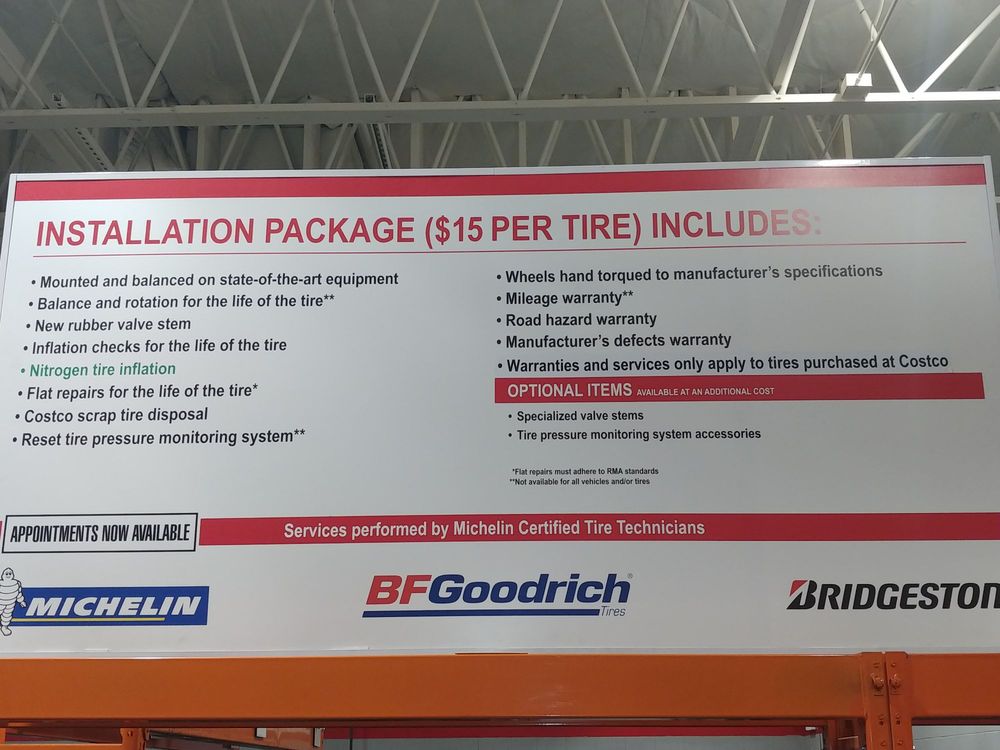 INSTALLATION PACKAGE ($15 PER TIRE) INCLUDES:
• Mounted and balanced on state-of-the-art equipment
• Balance and rotation for the life of the tire**
• New rubber valve stem
• Inflation checks for the life of the tire
• Nitrogen tire inflation
• Flat repairs for the life of the tire*
• Costco scrap tire disposal
• Reset tire pressure monitoring system**
• Wheels hand torqued to manufacturer's specifications
• Mileage warranty**
• Road hazard warranty
• Manufacturer's defects warranty
• Warranties and services only apply to tires purchased at Costco
OPTIONAL ITEMS AVAILABLE AT AN ADDITIONAL COST
• Specialized valve stems
• Tire pressure monitoring system accessories
*Flat repairs must adhere to RMA standards
**Not available for all vehicles and/or tires
APPOINTMENTS NOW AVAILABLE
Services performed by Michelin Certified Tire Technicians
MICHELIN
BFGoodrich®
Tires
BRIDGESTON